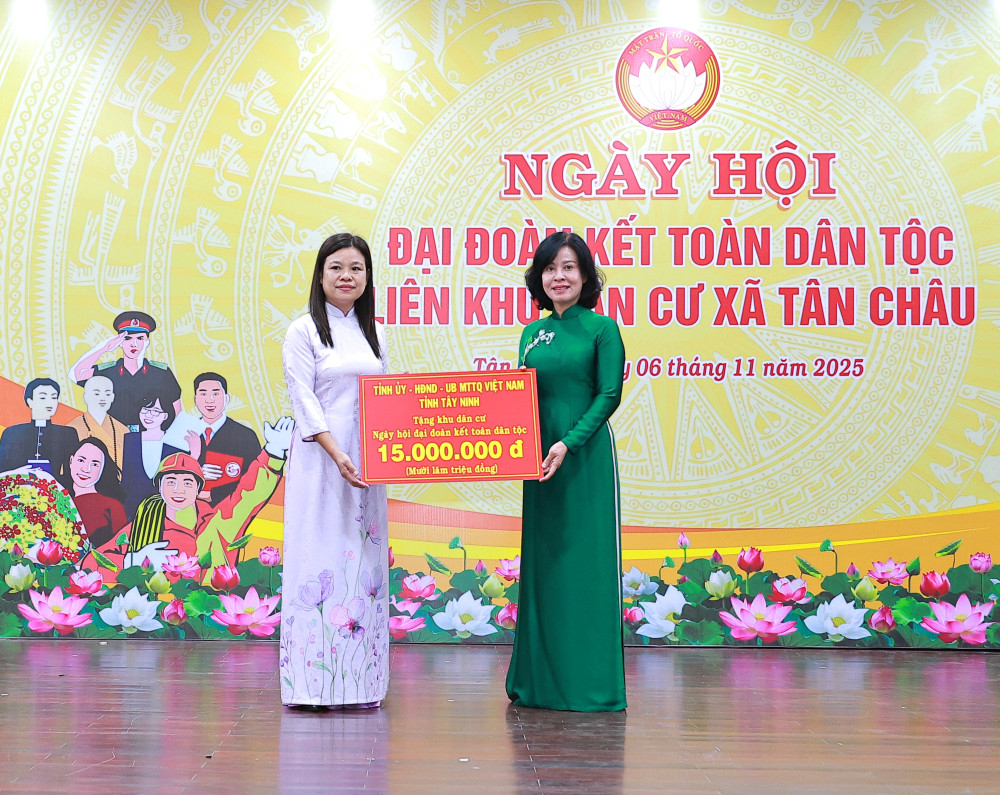 MẶT TRẬN TỔ QUỐC
VIỆT NAM
NGÀY HỘI
ĐẠI ĐOÀN KẾT TOÀN DÂN TỘC
CƯ XÃ TÂN CHÂU
06 tháng 11 năm 2025
TỈNH ỦY - HĐND - UB MTTQ VIỆT NAM
TỈNH TÂY NINH
Tặng khu dân cư
Ngày hội đại đoàn kết toàn dân tộc
15.000.000 đ
(Mười lăm triệu đồng)